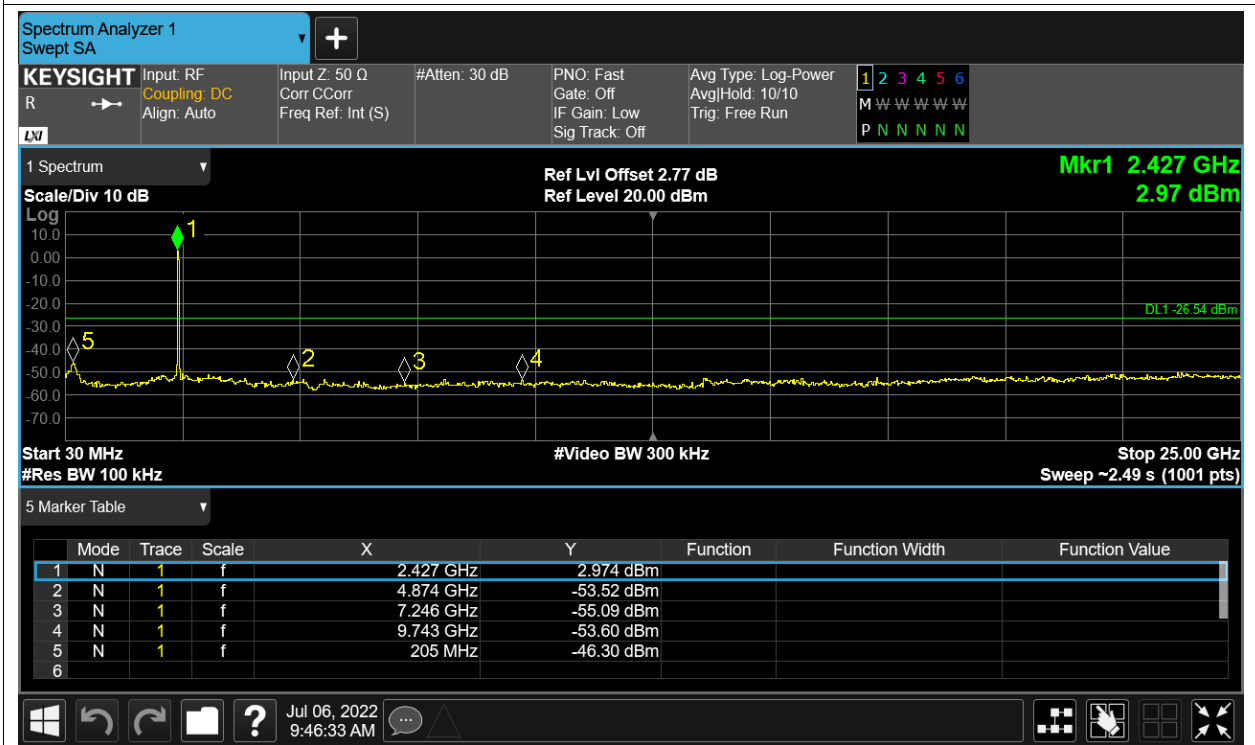 Spectrum Analyzer 1
Swept SA
KEYSIGHT
R
LXI
Input: RF
Coupling: DC
Align: Auto
Input Z: 50 Ω
Corr CCorr
Freq Ref: Int (S)
#Atten: 30 dB
PNO: Fast
Gate: Off
IF Gain: Low
Sig Track: Off
Avg Type: Log-Power
Avg|Hold: 10/10
Trig: Free Run
1 2 3 4 5 6
M W W W W W
P N N N N N
1 Spectrum
Scale/Div 10 dB
Ref Lvl Offset 2.77 dB
Ref Level 20.00 dBm
Mkr1 2.427 GHz
2.97 dBm
Log
10.0
0.00
-10.0
-20.0
-30.0
-40.0
-50.0
-60.0
-70.0
1
DL1 -26.54 dBm
5
2
3
4
Start 30 MHz
#Res BW 100 kHz
#Video BW 300 kHz
Stop 25.00 GHz
Sweep ~2.49 s (1001 pts)
5 Marker Table
Mode Trace Scale X Y Function Function Width Function Value
1 N 1 f 2.427 GHz 2.974 dBm
2 N 1 f 4.874 GHz -53.52 dBm
3 N 1 f 7.246 GHz -55.09 dBm
4 N 1 f 9.743 GHz -53.60 dBm
5 N 1 f 205 MHz -46.30 dBm
6
?
Jul 06, 2022
9:46:33 AM